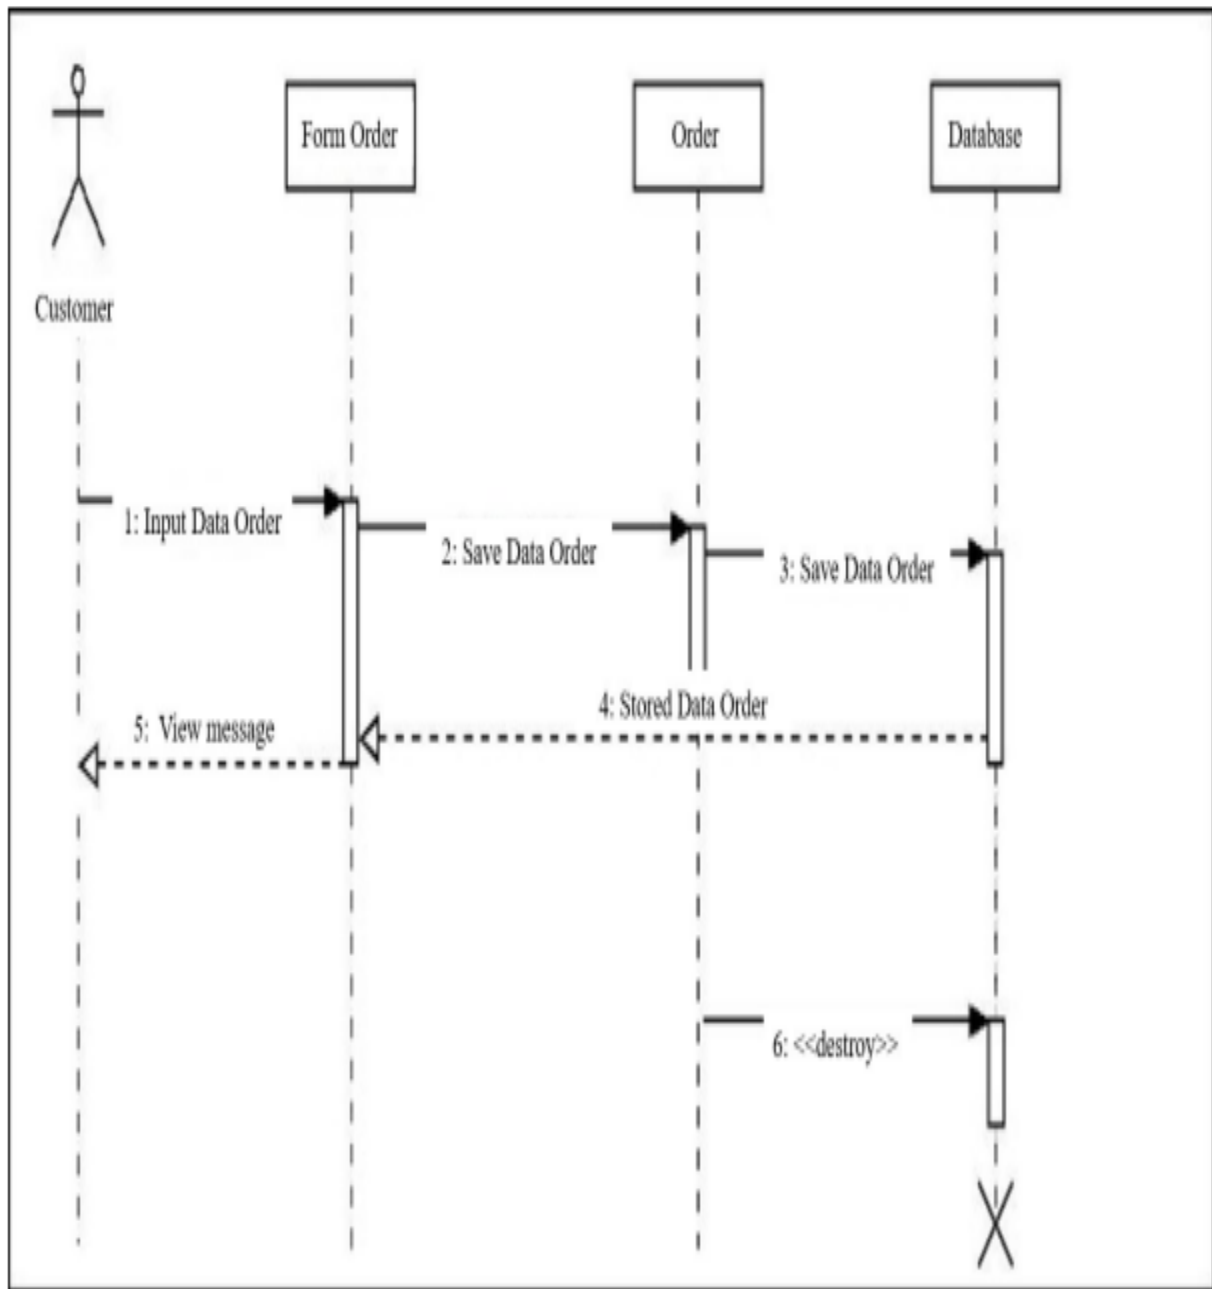 Form Order
Order
Database
Customer
1: Input Data Order
2: Save Data Order
3: Save Data Order
4: Stored Data Order
5: View message
6: <<destroy>>